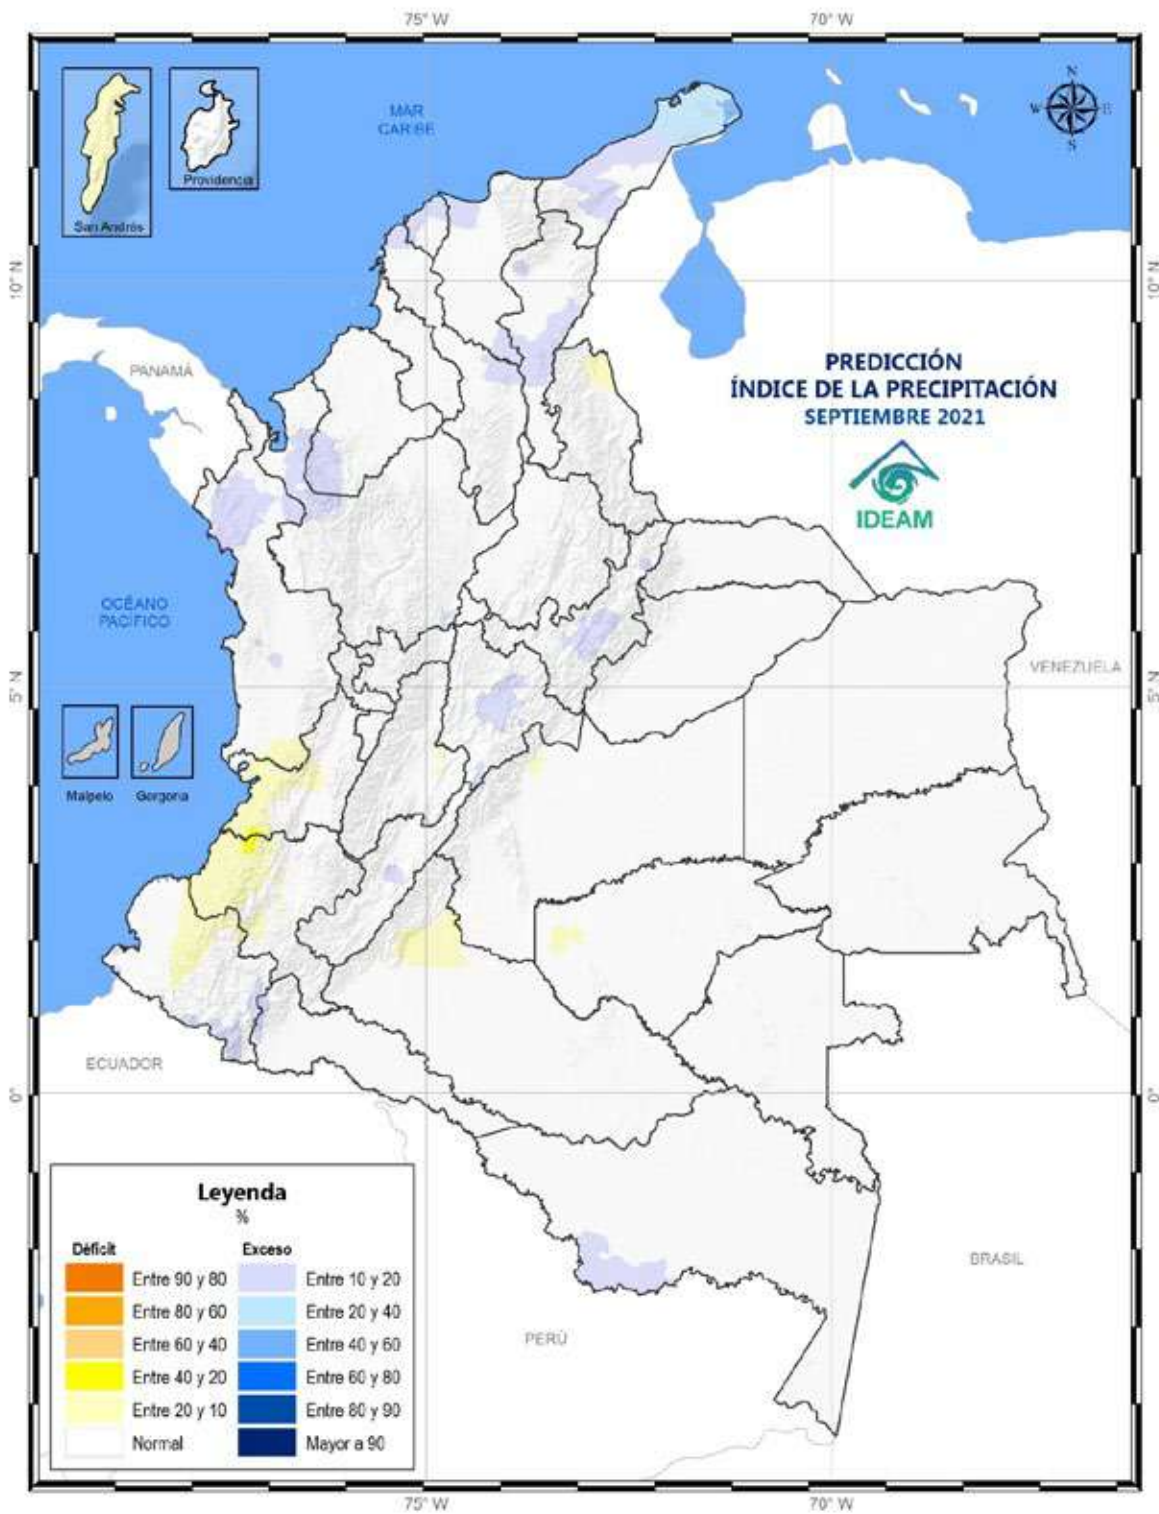 75° W
70° W
N
W
E
S
MAR
CARIBE
San Andrés
Providencia
10° N
10° N
PANAMÁ
PREDICCIÓN
ÍNDICE DE LA PRECIPITACIÓN
SEPTIEMBRE 2021
IDEAM
OCÉANO
PACÍFICO
VENEZUELA
5° N
5° N
Malpelo
Gorgona
ECUADOR
0°
0°
Leyenda
%
Déficit
Exceso
Entre 90 y 80
Entre 10 y 20
Entre 80 y 60
Entre 20 y 40
Entre 60 y 40
Entre 40 y 60
Entre 40 y 20
Entre 60 y 80
Entre 20 y 10
Entre 80 y 90
Normal
Mayor a 90
BRASIL
PERÚ
75° W
70° W